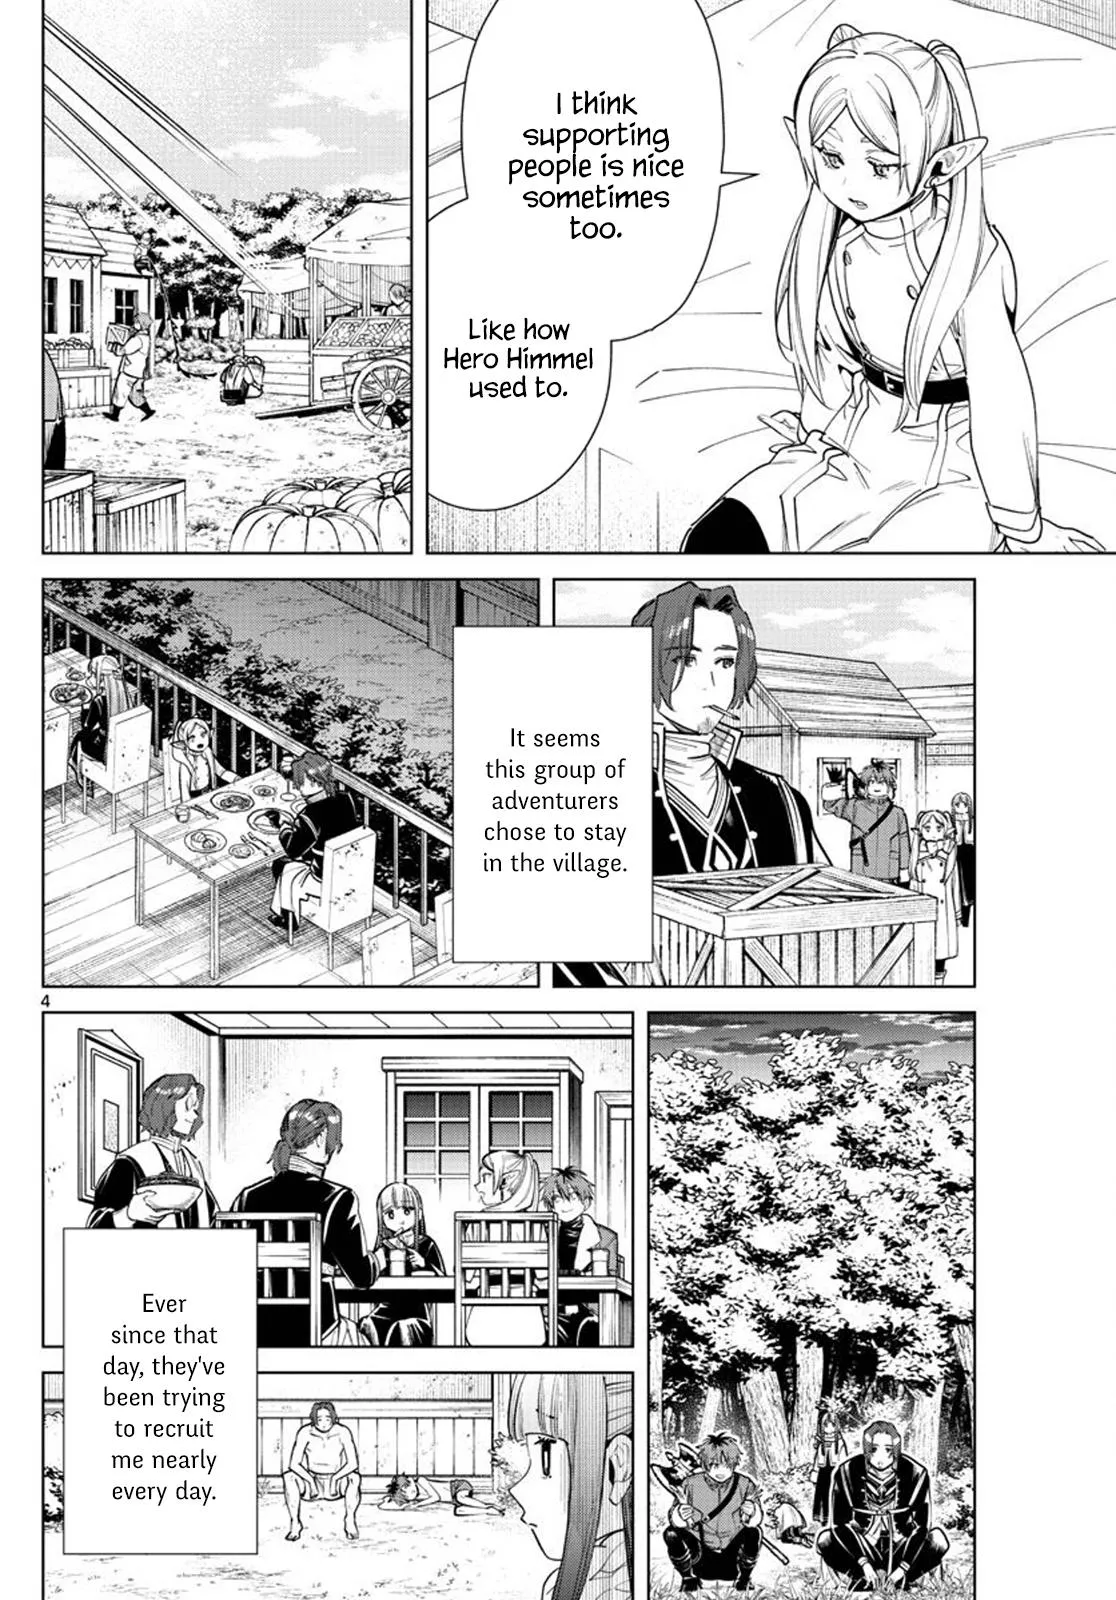 I think
supporting
people is nice
sometimes
too.
Like how
Hero Himmel
used to.
It seems
this group of
adventurers
chose to stay
in the village.
4
Ever
since that
day, they've
been trying
to recruit
me nearly
every day.